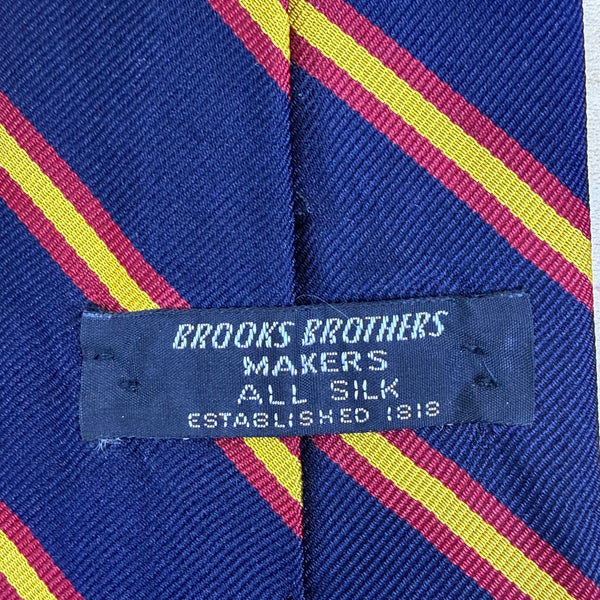 BROOKS BROTHERS
MAKERS
ALL SILK
ESTABLISHED 1818